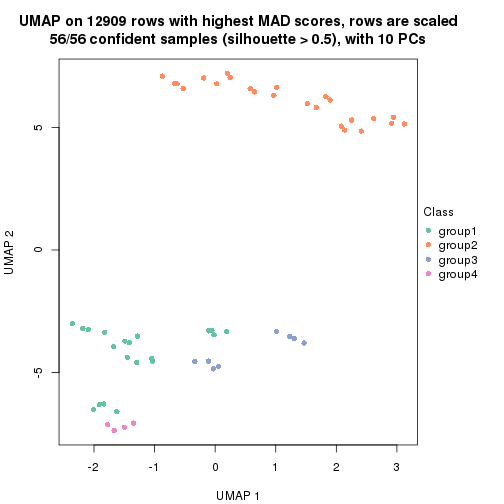 UMAP on 12909 rows with highest MAD scores, rows are scaled
56/56 confident samples (silhouette > 0.5), with 10 PCs
5
0
-5
UMAP 2
-2
-1
0
1
2
3
UMAP 1
Class
group1
group2
group3
group4